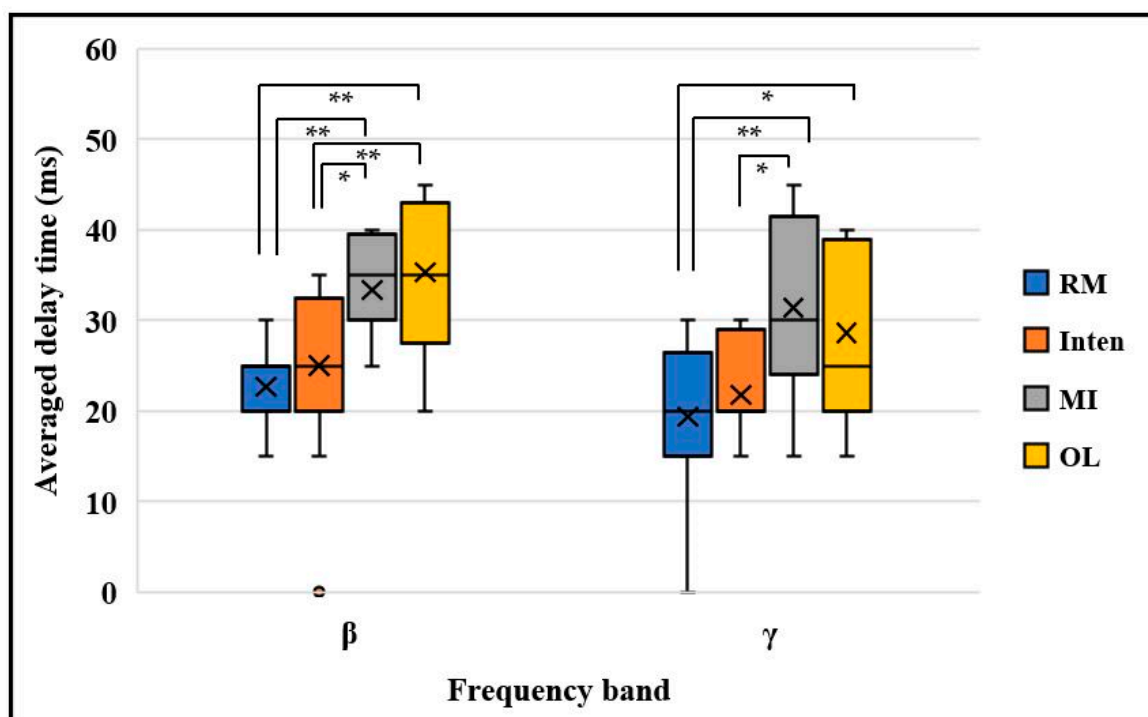 60
50
40
30
20
10
0
Averaged delay time (ms)
**
**
**
*
*
**
*
β
γ
Frequency band
RM
Inten
MI
OL